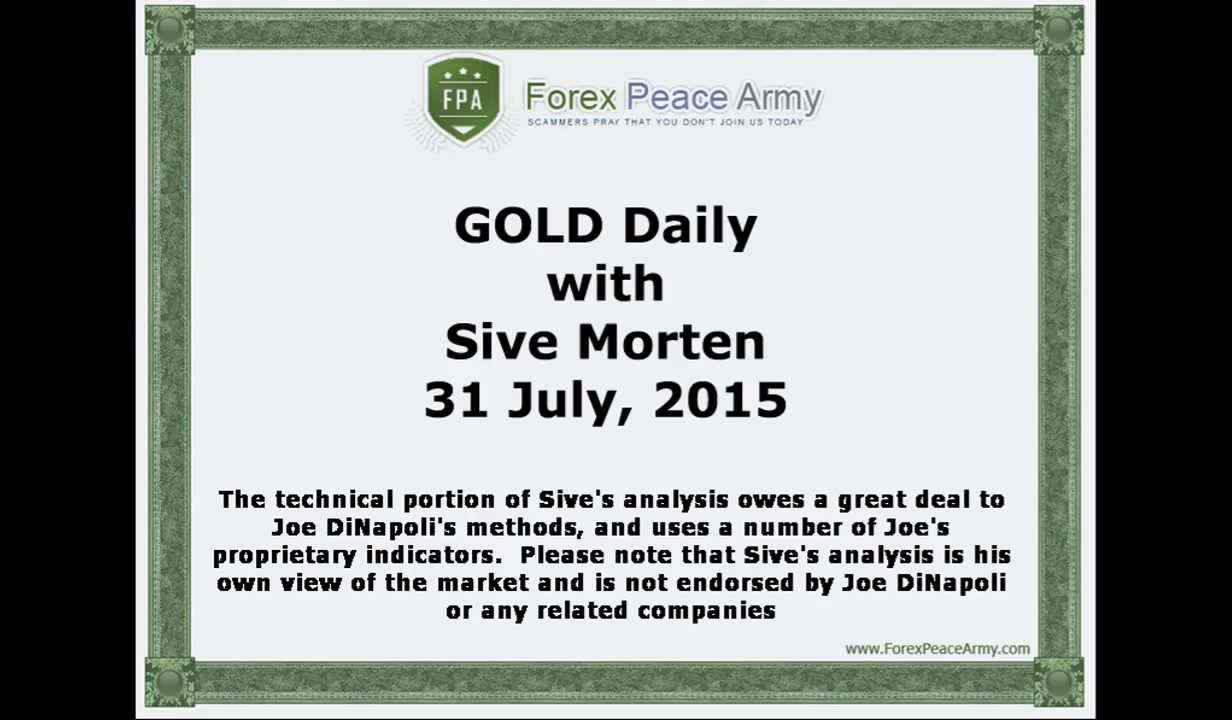 FPA
Forex Peace Army
SCAMMERS PRAY THAT YOU DON'T JOIN US TODAY
GOLD Daily
with
Sive Morten
31 July, 2015
The technical portion of Sive's analysis owes a great deal to
Joe DiNapoli's methods, and uses a number of Joe's
proprietary indicators.  Please note that Sive's analysis is his
own view of the market and is not endorsed by Joe DiNapoli
or any related companies
www.ForexPeaceArmy.com